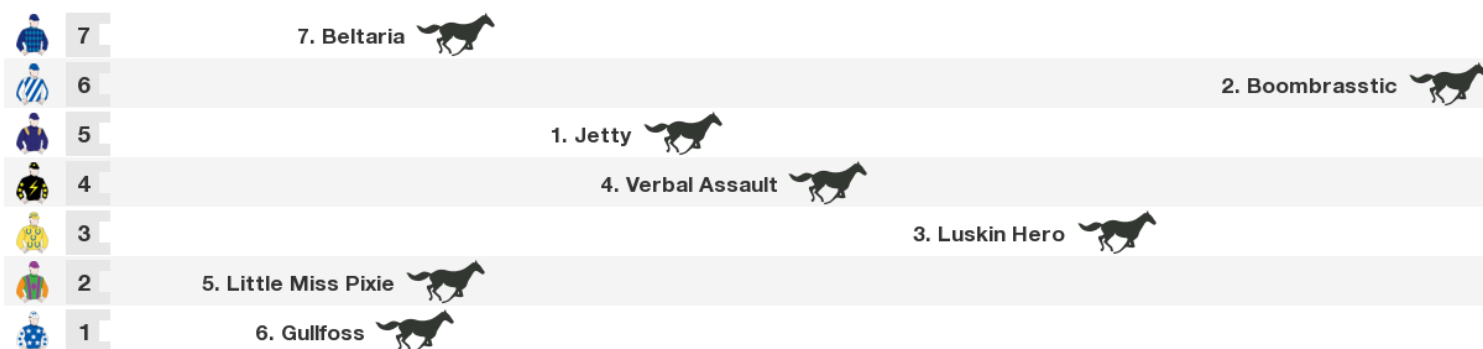 7 7. Beltaria
6 2. Boombrasstic
5 1. Jetty
4 4. Verbal Assault
3 3. Luskin Hero
2 5. Little Miss Pixie
1 6. Gullfoss